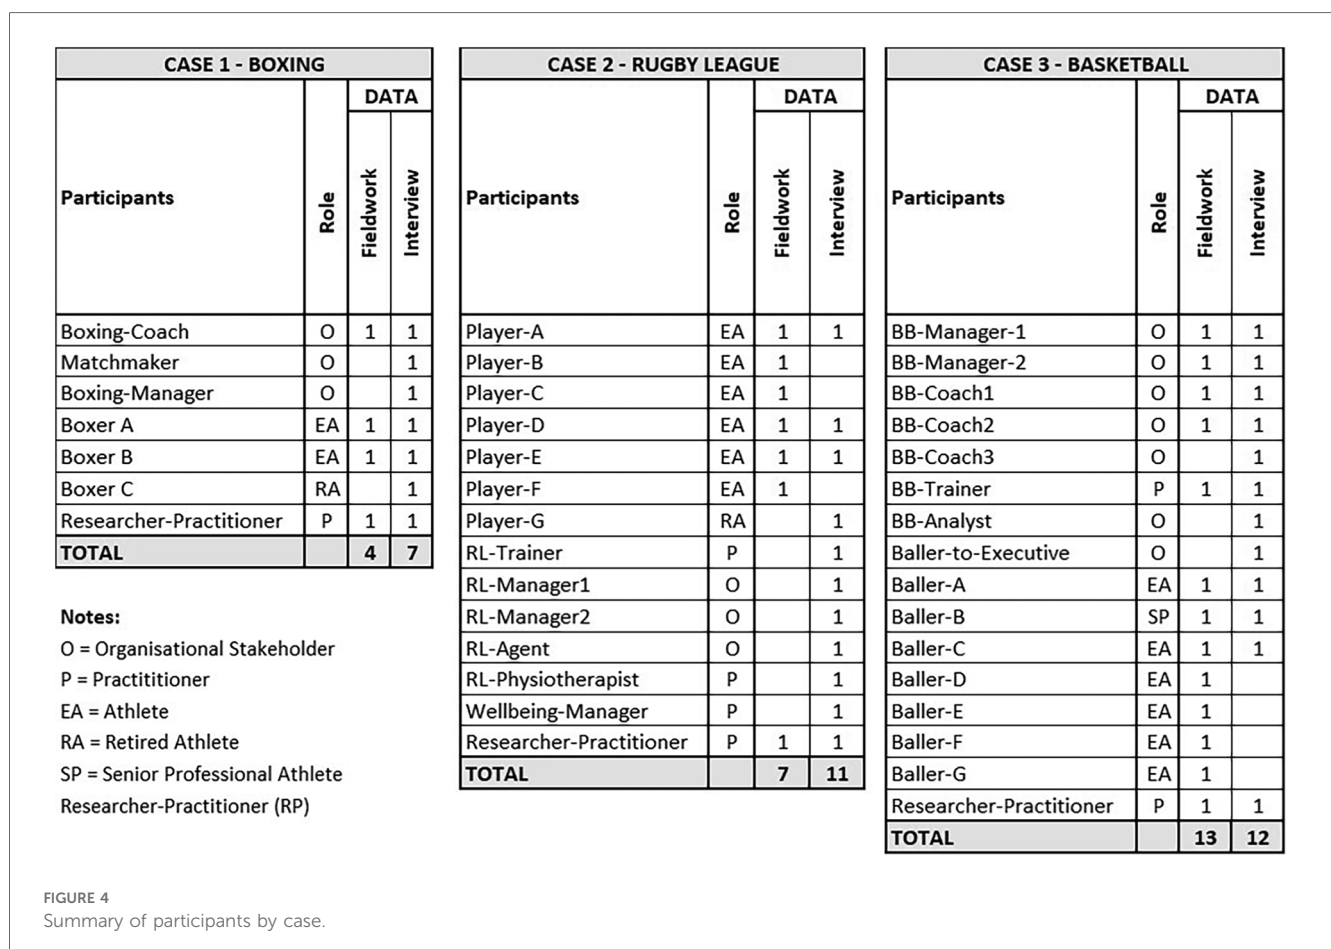 CASE 1 - BOXING
Participants
Role
DATA
Fieldwork
Interview
Boxing-Coach O 1 1
Matchmaker O 1
Boxing-Manager O 1
Boxer A EA 1 1
Boxer B EA 1 1
Boxer C RA 1
Researcher-Practitioner P 1 1
TOTAL 4 7
Notes:
O = Organisational Stakeholder
P = Practititioner
EA = Athlete
RA = Retired Athlete
SP = Senior Professional Athlete
Researcher-Practitioner (RP)
CASE 2 - RUGBY LEAGUE
Participants
Role
DATA
Fieldwork
Interview
Player-A EA 1 1
Player-B EA 1
Player-C EA 1
Player-D EA 1 1
Player-E EA 1 1
Player-F EA 1
Player-G RA 1
RL-Trainer P 1
RL-Manager1 O 1
RL-Manager2 O 1
RL-Agent O 1
RL-Physiotherapist P 1
Wellbeing-Manager P 1
Researcher-Practitioner P 1 1
TOTAL 7 11
CASE 3 - BASKETBALL
Participants
Role
DATA
Fieldwork
Interview
BB-Manager-1 O 1 1
BB-Manager-2 O 1 1
BB-Coach1 O 1 1
BB-Coach2 O 1 1
BB-Coach3 O 1
BB-Trainer P 1 1
BB-Analyst O 1
Baller-to-Executive O 1
Baller-A EA 1 1
Baller-B SP 1 1
Baller-C EA 1 1
Baller-D EA 1
Baller-E EA 1
Baller-F EA 1
Baller-G EA 1
Researcher-Practitioner P 1 1
TOTAL 13 12
FIGURE 4
Summary of participants by case.